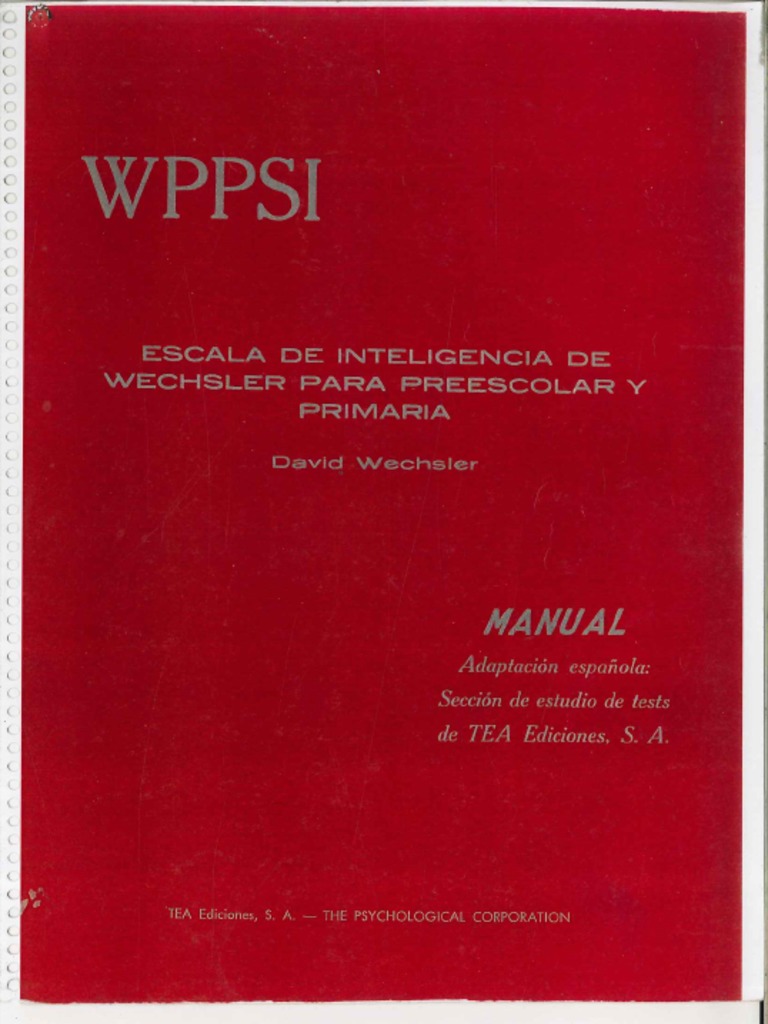 WPPSI
ESCALA DE INTELIGENCIA DE
WECHSLER PARA PREESCOLAR Y
PRIMARIA
David Wechsler
MANUAL
Adaptación española:
Sección de estudio de tests
de TEA Ediciones, S. A.
TEA Ediciones, S. A. — THE PSYCHOLOGICAL CORPORATION